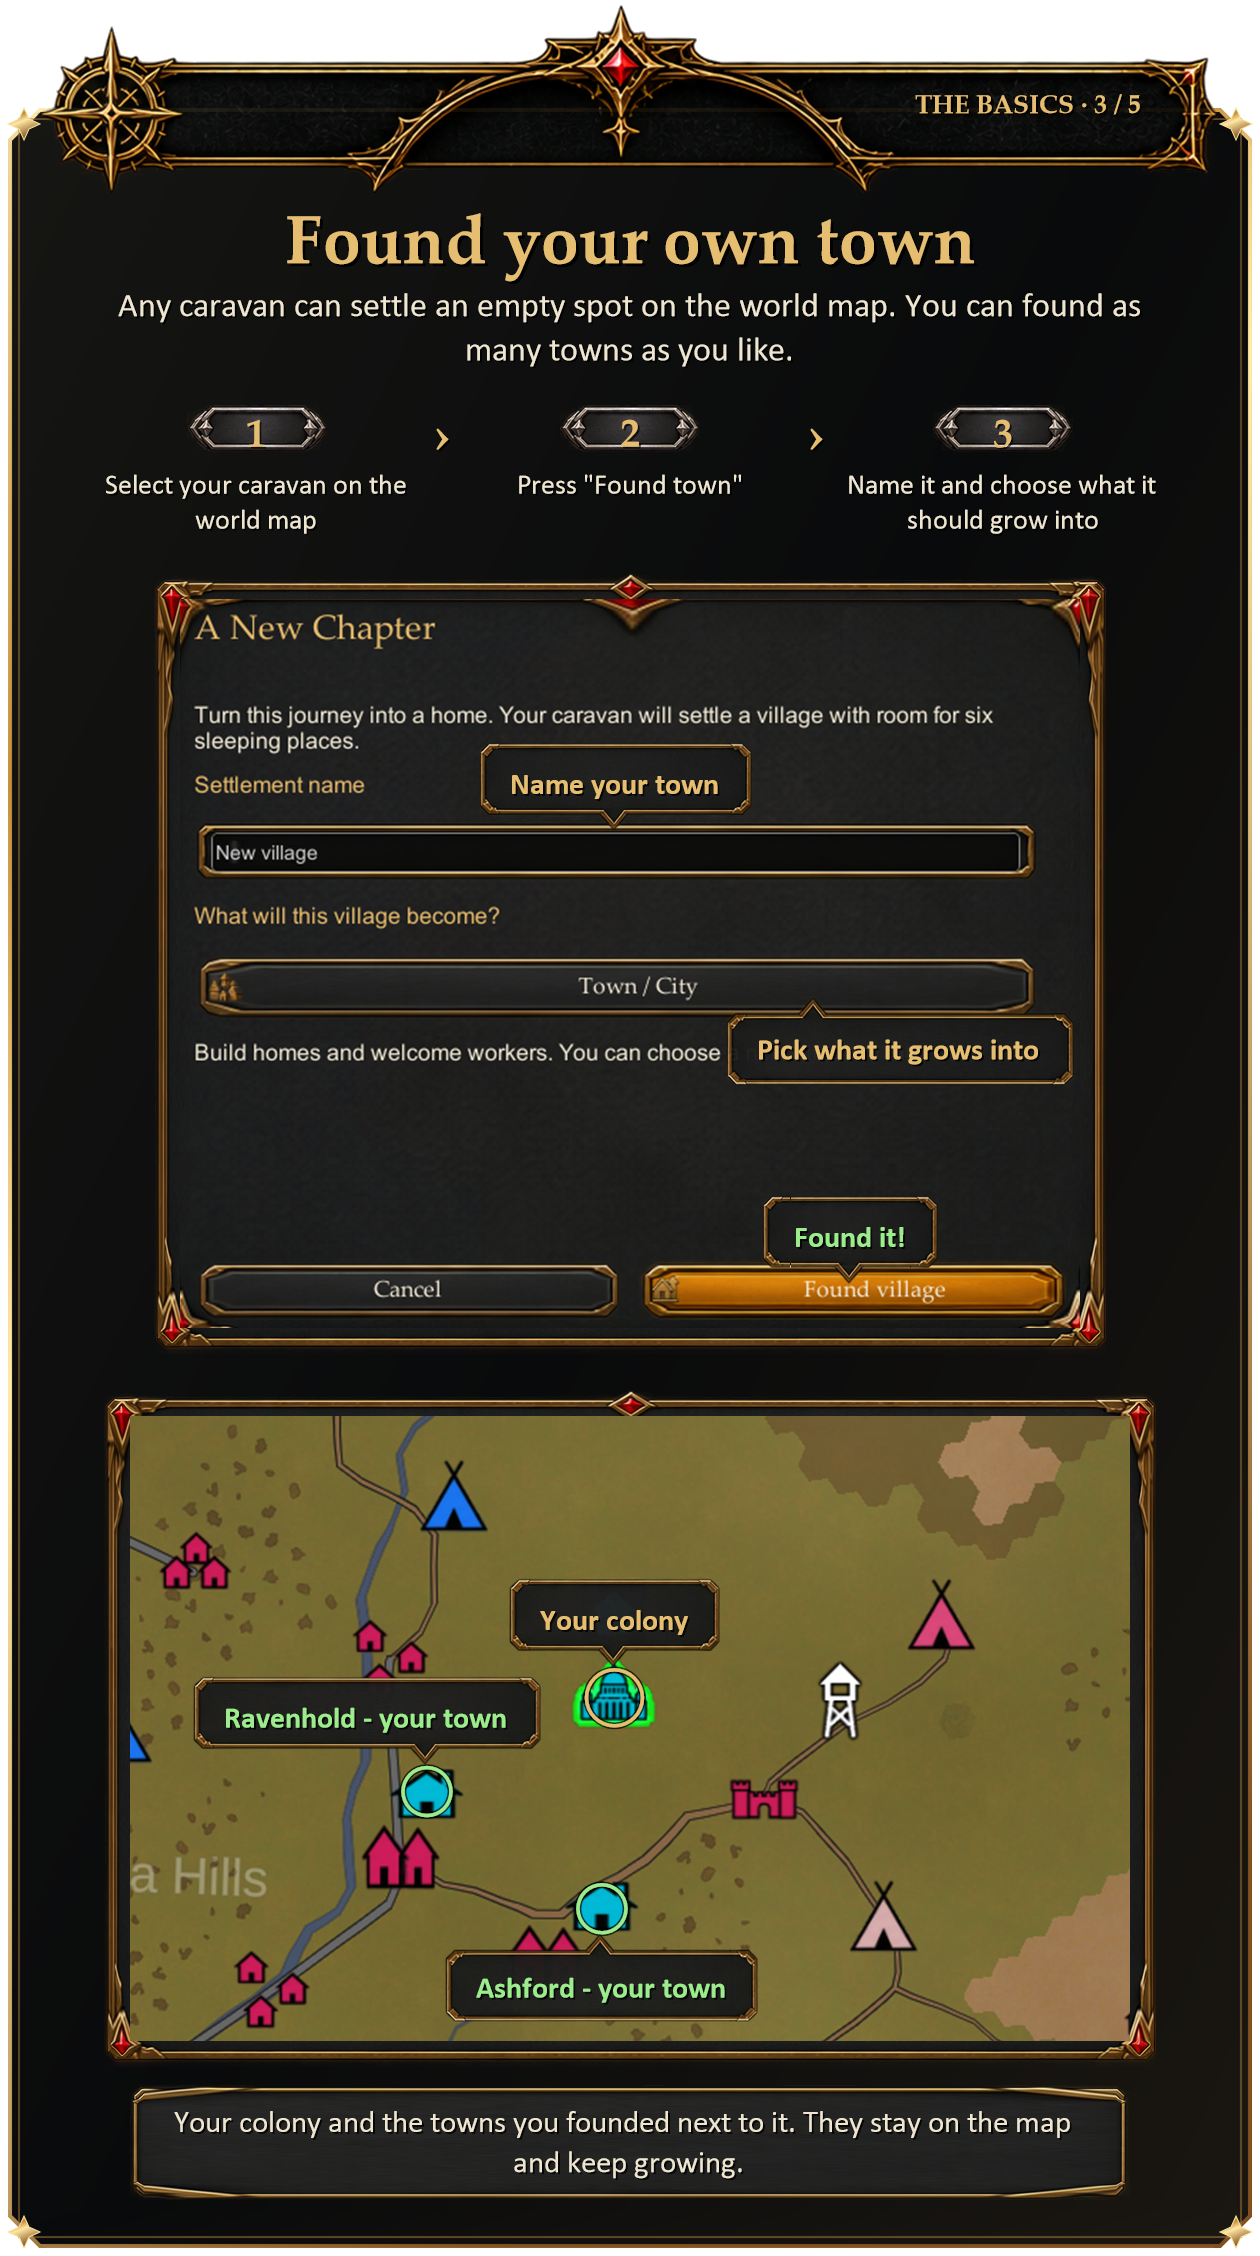 THE BASICS · 3 / 5
Found your own town
Any caravan can settle an empty spot on the world map. You can found as
many towns as you like.
1
›
2
›
3
Select your caravan on the
world map
Press "Found town"
Name it and choose what it
should grow into
A New Chapter
Turn this journey into a home. Your caravan will settle a village with room for six
sleeping places.
Settlement name
Name your town
New village
What will this village become?
Town / City
Build homes and welcome workers. You can choose
Pick what it grows into
Found it!
Cancel
Found village
Your colony
Ravenhold - your town
a Hills
Ashford - your town
Your colony and the towns you founded next to it. They stay on the map
and keep growing.